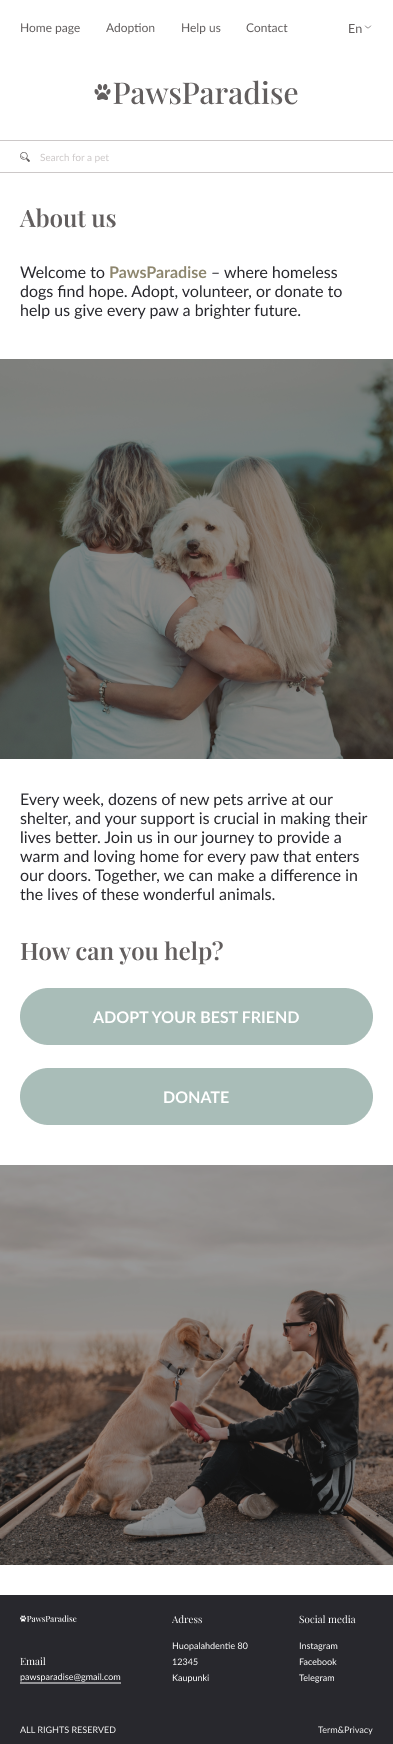 Home page Adoption Help us Contact En
PawsParadise
Search for a pet
About us
Welcome to PawsParadise – where homeless
dogs find hope. Adopt, volunteer, or donate to
help us give every paw a brighter future.
Every week, dozens of new pets arrive at our
shelter, and your support is crucial in making their
lives better. Join us in our journey to provide a
warm and loving home for every paw that enters
our doors. Together, we can make a difference in
the lives of these wonderful animals.
How can you help?
ADOPT YOUR BEST FRIEND
DONATE
PawsParadise
Email
pawsparadise@gmail.com
Adress
Huopalahdentie 80
12345
Kaupunki
Social media
Instagram
Facebook
Telegram
ALL RIGHTS RESERVED
Term&Privacy